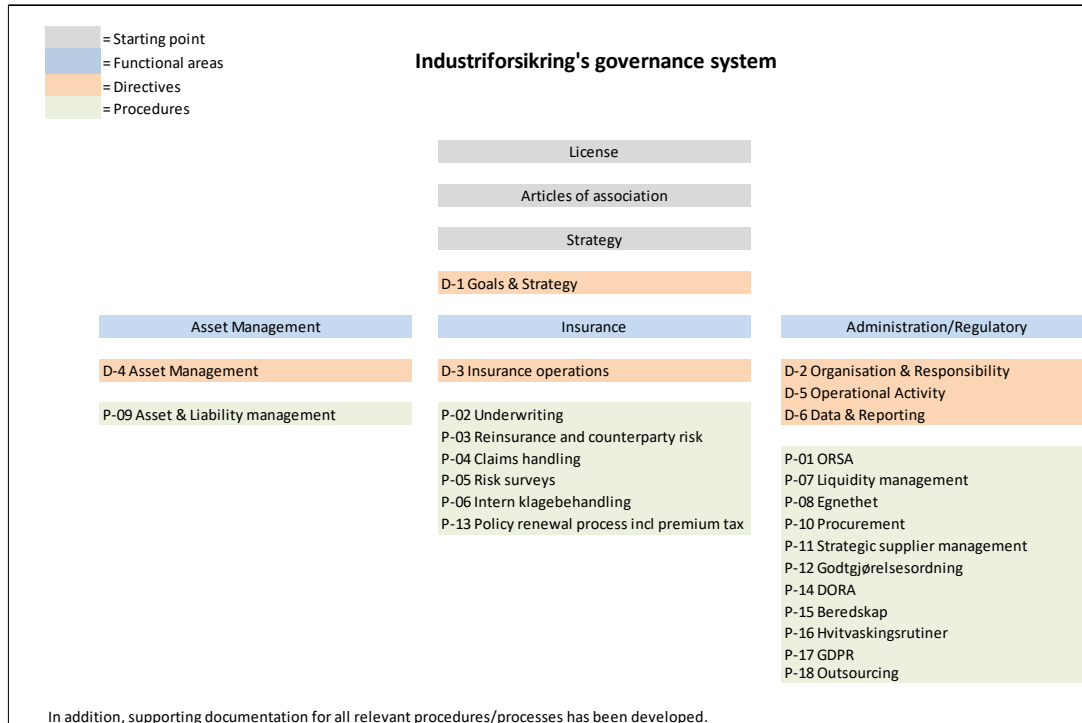 = Starting point
= Functional areas
= Directives
= Procedures
Industriforsikring's governance system
License
Articles of association
Strategy
D-1 Goals & Strategy
Asset Management
Insurance
Administration/Regulatory
D-4 Asset Management
D-3 Insurance operations
D-2 Organisation & Responsibility
D-5 Operational Activity
D-6 Data & Reporting
P-09 Asset & Liability management
P-02 Underwriting
P-03 Reinsurance and counterparty risk
P-04 Claims handling
P-05 Risk surveys
P-06 Intern klagebehandling
P-13 Policy renewal process incl premium tax
P-01 ORSA
P-07 Liquidity management
P-08 Egnethet
P-10 Procurement
P-11 Strategic supplier management
P-12 Godtgjørelsesordning
P-14 DORA
P-15 Beredskap
P-16 Hvitvaskingsrutiner
P-17 GDPR
P-18 Outsourcing
In addition, supporting documentation for all relevant procedures/processes has been developed.